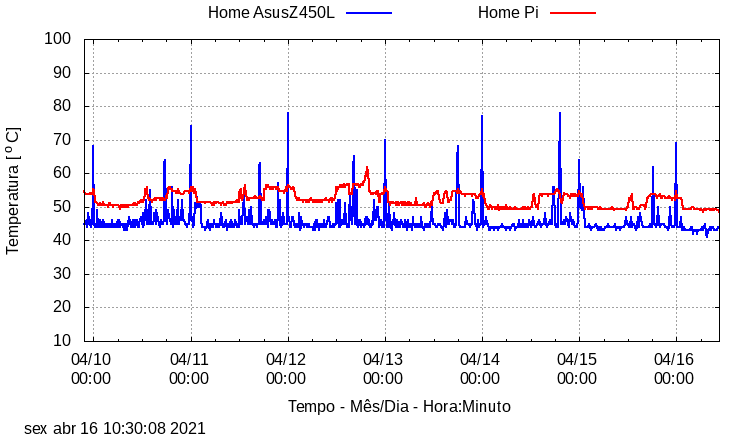 Home AsusZ450L Home Pi
100
90
80
70
60
50
40
30
20
10
Temperatura [ º C]
04/10 04/11 04/12 04/13 04/14 04/15 04/16
00:00 00:00 00:00 00:00 00:00 00:00 00:00
Tempo - Mês/Dia - Hora:Minuto
sex abr 16 10:30:08 2021